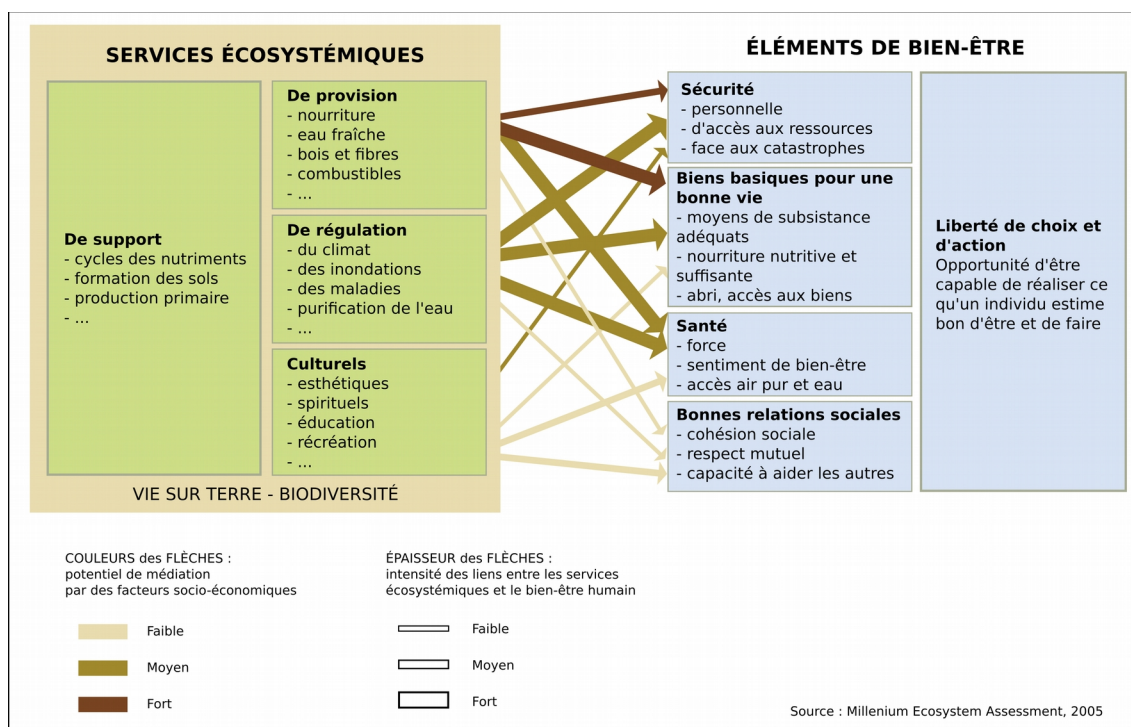 SERVICES ÉCOSYSTÉMIQUES
De support
- cycles des nutriments
- formation des sols
- production primaire
- ...
De provision
- nourriture
- eau fraîche
- bois et fibres
- combustibles
- ...
De régulation
- du climat
- des inondations
- des maladies
- purification de l'eau
- ...
Culturels
- esthétiques
- spirituels
- éducation
- récréation
- ...
VIE SUR TERRE - BIODIVERSITÉ
ÉLÉMENTS DE BIEN-ÊTRE
Sécurité
- personnelle
- d'accès aux ressources
- face aux catastrophes
Biens basiques pour une
bonne vie
- moyens de subsistance
adéquats
- nourriture nutritive et
suffisante
- abri, accès aux biens
Santé
- force
- sentiment de bien-être
- accès air pur et eau
Bonnes relations sociales
- cohésion sociale
- respect mutuel
- capacité à aider les autres
Liberté de choix et
d'action
Opportunité d'être
capable de réaliser ce
qu'un individu estime
bon d'être et de faire
COULEURS des FLÈCHES :
potentiel de médiation
par des facteurs socio-économiques
Faible
Moyen
Fort
ÉPAISSEUR des FLÈCHES :
intensité des liens entre les services
écosystémiques et le bien-être humain
Faible
Moyen
Fort
Source : Millenium Ecosystem Assessment, 2005